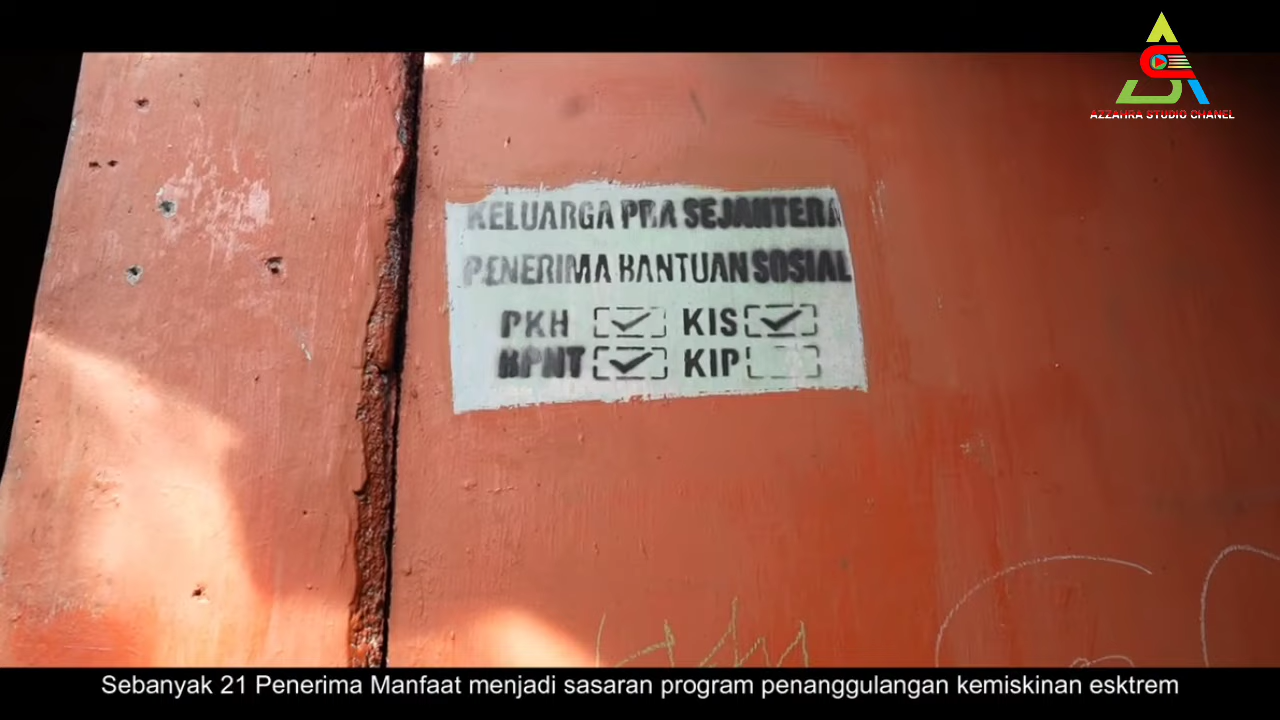 AZZAHRA STUDIO CHANEL
KELUARGA PRA SEJAHTERA
PENERIMA BANTUAN SOSIAL
PKH KIS
BPNT KIP
Sebanyak 21 Penerima Manfaat menjadi sasaran program penanggulangan kemiskinan esktrem